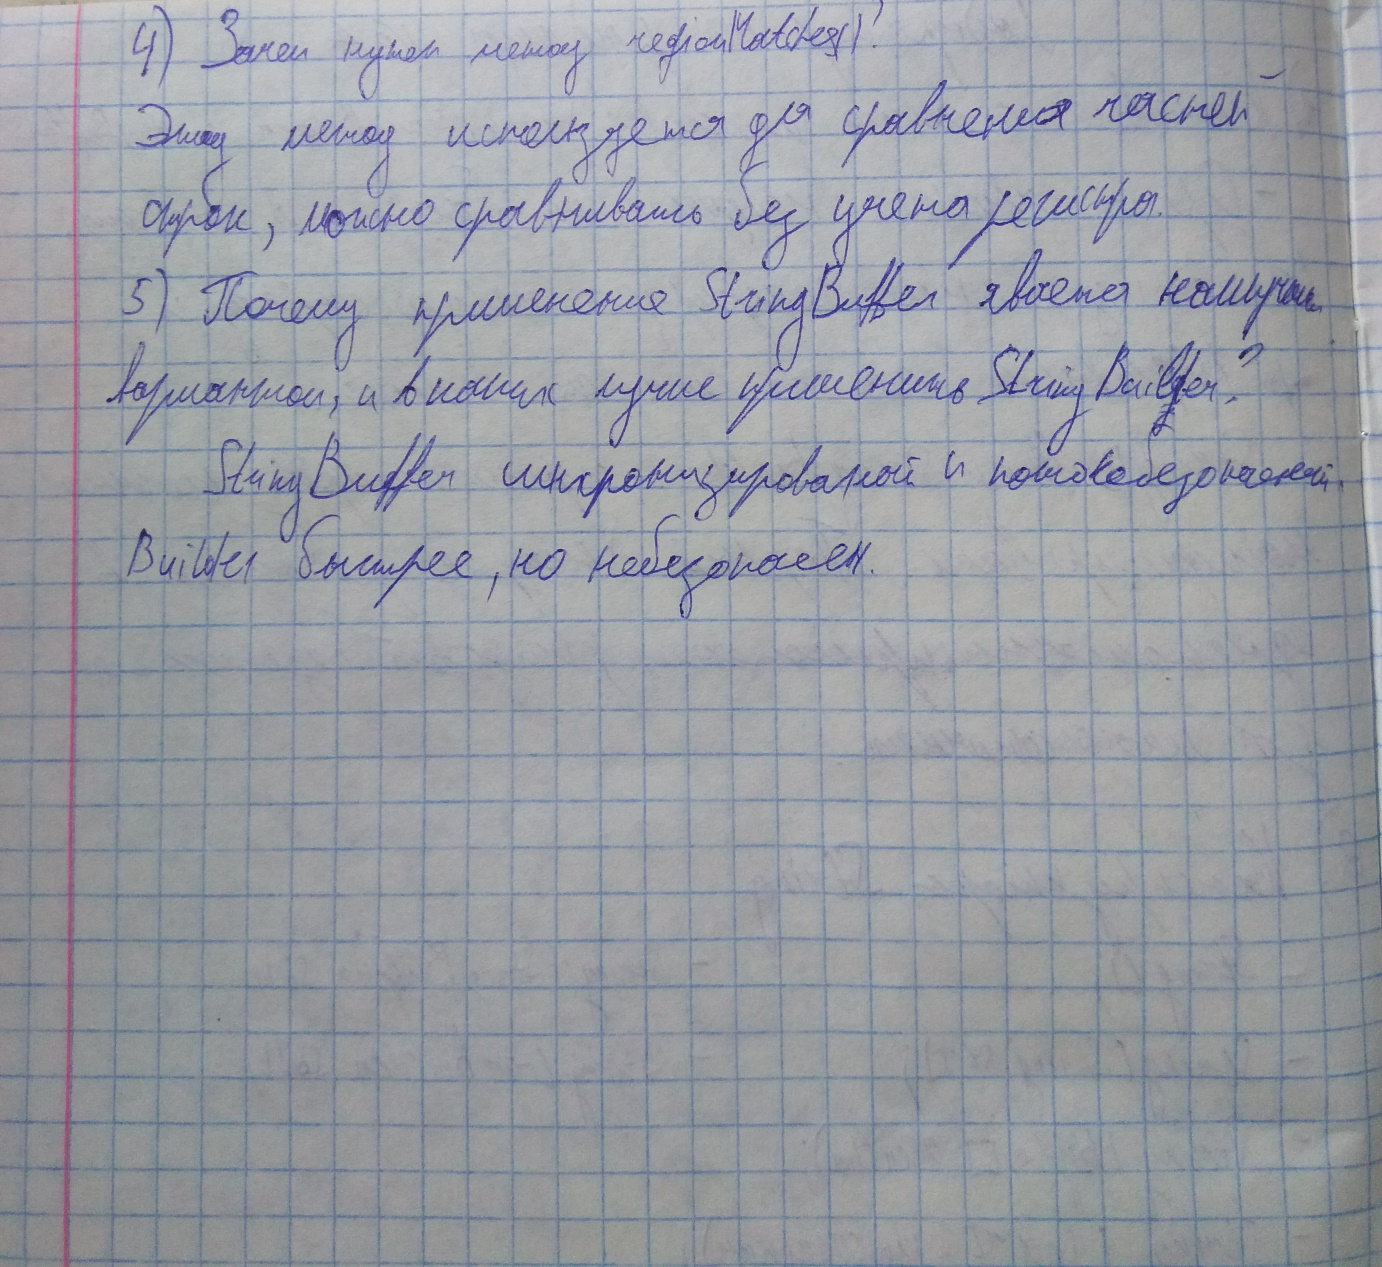 4) Зачем нужен метод regionMatches()?
Этот метод используется для сравнения частей
строк, можно сравнивать без учета регистра.
5) Почему применение StringBuffer является наилучшим
вариантом, и в каких лучше применить StringBuilder?
StringBuffer синхронизированой и потокобезопасный.
Builder быстрее, но небезопасен.